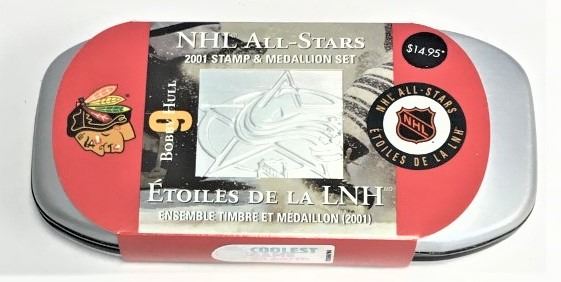 NHL ALL-STARS
2001 STAMP & MEDALLION SET
$14.95*
9
BOBBY HULL
NHL ALL-STARS
NHL
ÉTOILES DE LA LNH
ÉTOILES DE LA LNH MD
ENSEMBLE TIMBRE ET MÉDAILLON (2001)
COOLEST